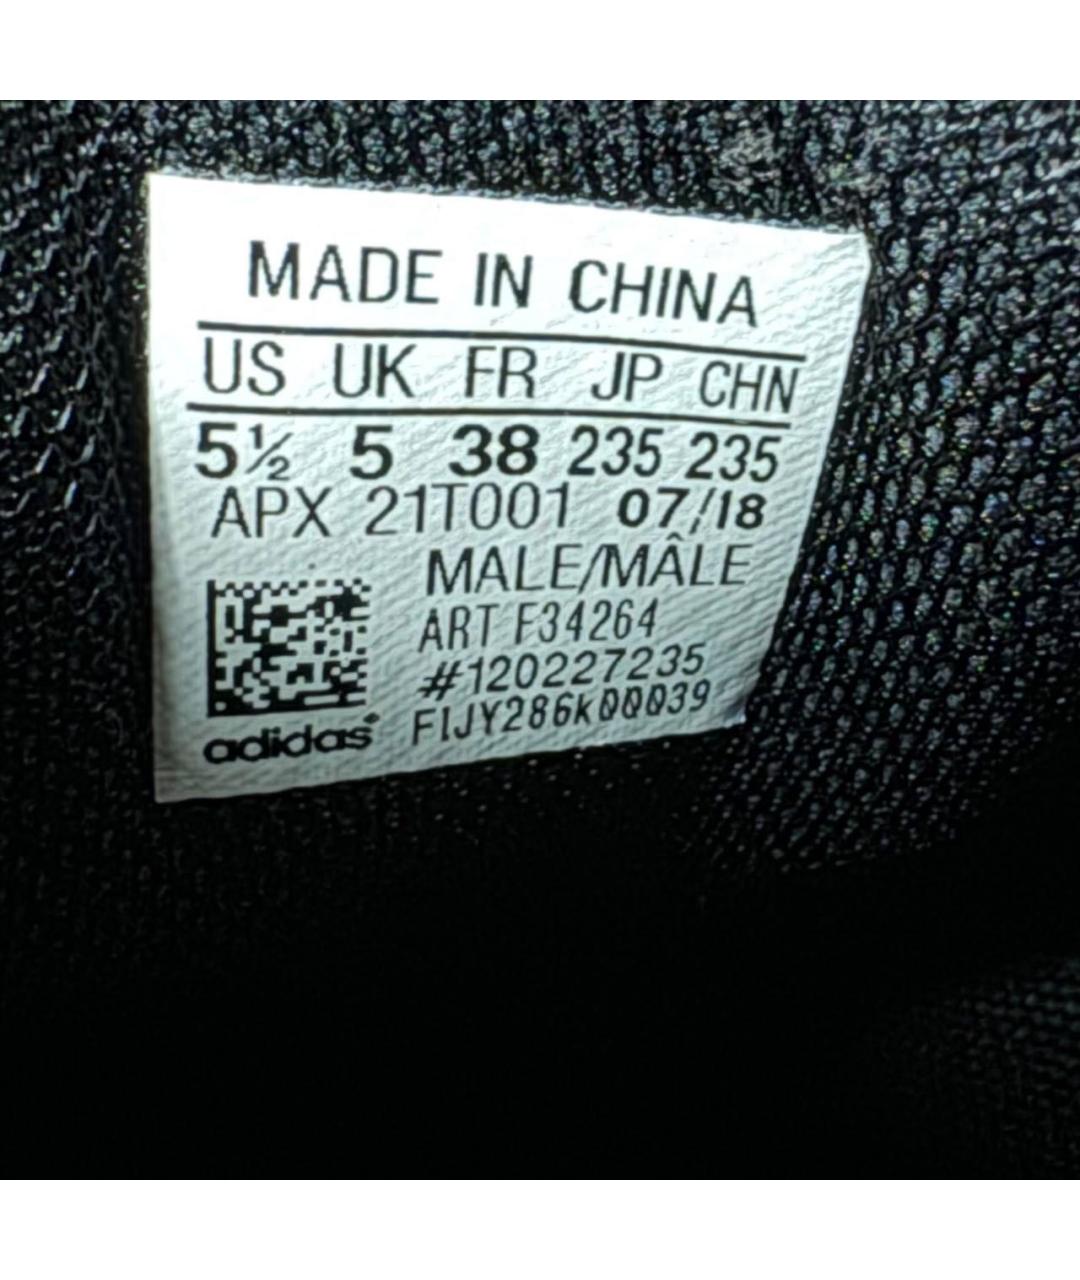 MADE IN CHINA
US UK FR JP CHN
5½ 5 38 235 235
APX 21T001 07/18
MALE/MÂLE
ART F34264
#120227235
FIJY286K00039
adidas